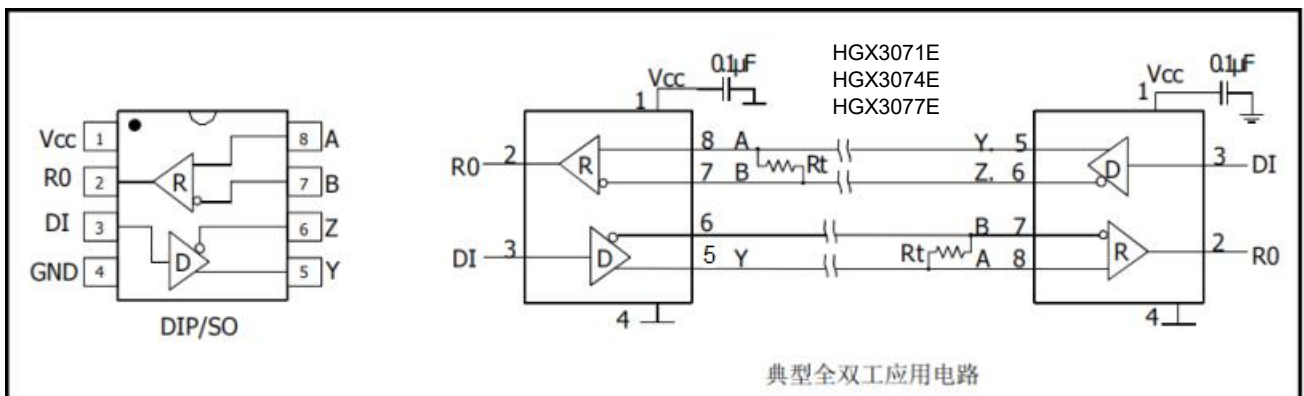 HGX3071E
HGX3074E
HGX3077E
Vcc 1 8 A
R0 2 R 7 B
DI 3 6 Z
GND 4 D 5 Y
DIP/SO
Vcc 0.1µF
1
R0 2 R 8 A
7 B Rt
6
DI 3 D 5 Y
4
Vcc 0.1µF
1
Y. 5 D 3 DI
Z. 6
B 7
Rt A 8 R 2 R0
4
典型全双工应用电路